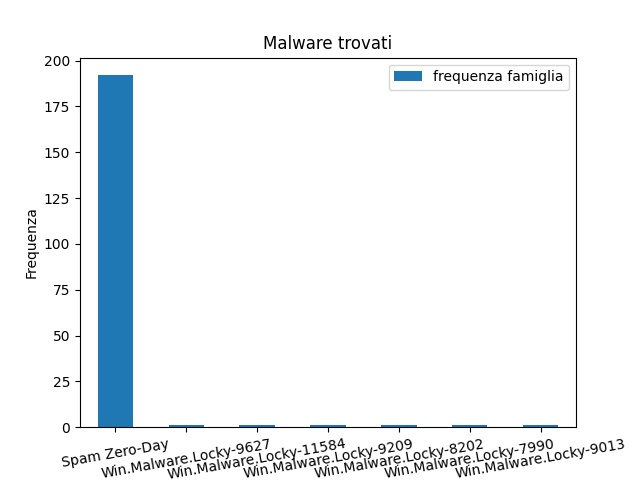 Malware trovati
frequenza famiglia
Frequenza
200
175
150
125
100
75
50
25
0
Spam Zero-Day
Win.Malware.Locky-9627
Win.Malware.Locky-11584
Win.Malware.Locky-9209
Win.Malware.Locky-8202
Win.Malware.Locky-7990
Win.Malware.Locky-9013